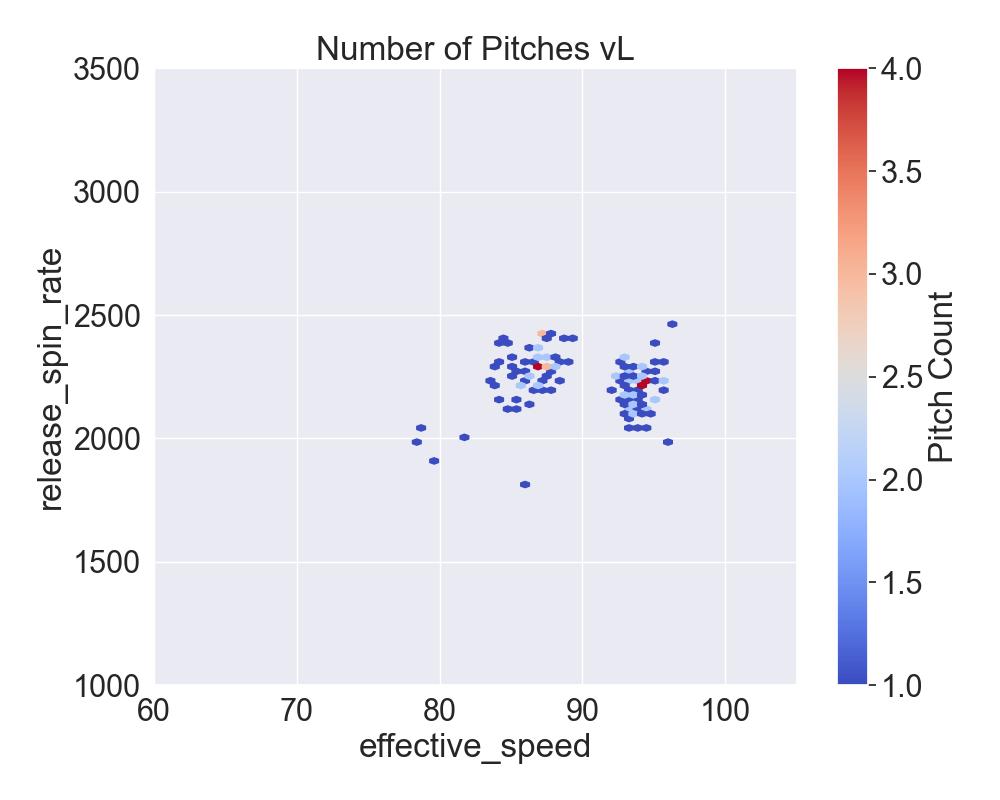 Number of Pitches vL
3500
3000
2500
2000
1500
1000
release_spin_rate
60 70 80 90 100
effective_speed
4.0
3.5
3.0
2.5
2.0
1.5
1.0
Pitch Count